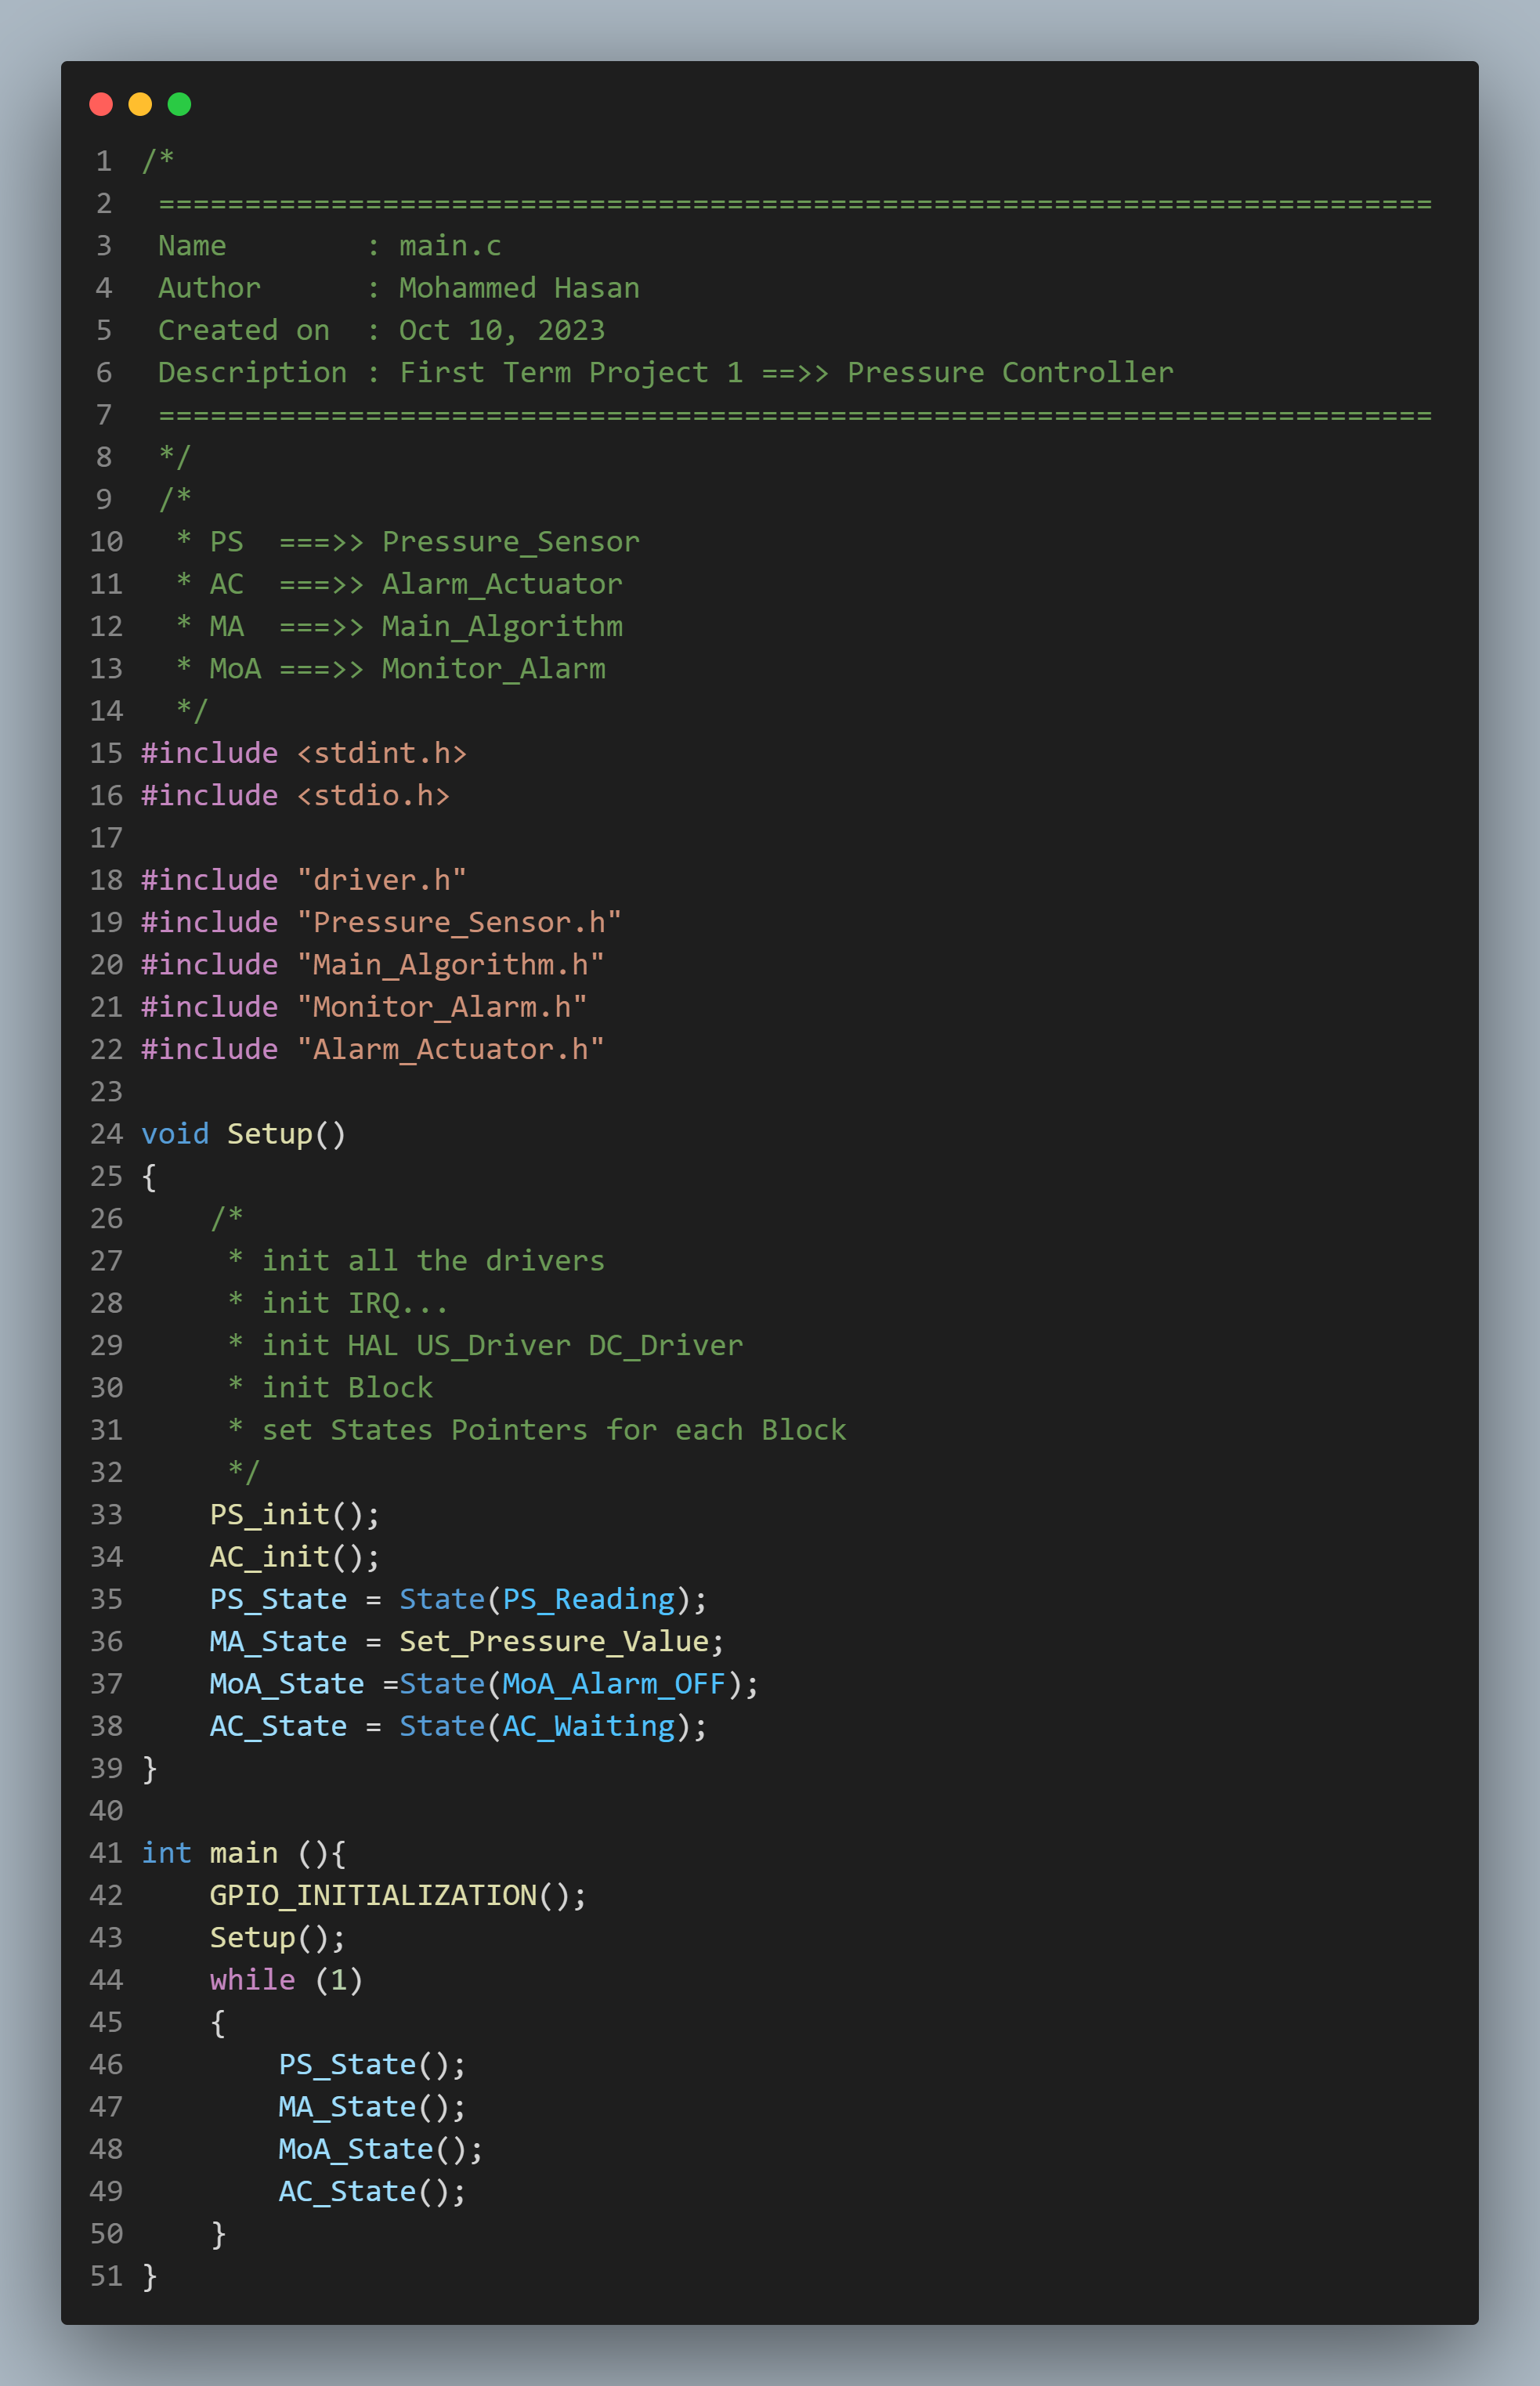 1 /*
2  ==========================================================================
3  Name        : main.c
4  Author      : Mohammed Hasan
5  Created on  : Oct 10, 2023
6  Description : First Term Project 1 ==>> Pressure Controller
7  ==========================================================================
8  */
9  /*
10   * PS  ===>> Pressure_Sensor
11   * AC  ===>> Alarm_Actuator
12   * MA  ===>> Main_Algorithm
13   * MoA ===>> Monitor_Alarm
14   */
15 #include <stdint.h>
16 #include <stdio.h>
17
18 #include "driver.h"
19 #include "Pressure_Sensor.h"
20 #include "Main_Algorithm.h"
21 #include "Monitor_Alarm.h"
22 #include "Alarm_Actuator.h"
23
24 void Setup()
25 {
26     /*
27      * init all the drivers
28      * init IRQ...
29      * init HAL US_Driver DC_Driver
30      * init Block
31      * set States Pointers for each Block
32      */
33     PS_init();
34     AC_init();
35     PS_State = State(PS_Reading);
36     MA_State = Set_Pressure_Value;
37     MoA_State =State(MoA_Alarm_OFF);
38     AC_State = State(AC_Waiting);
39 }
40
41 int main (){
42     GPIO_INITIALIZATION();
43     Setup();
44     while (1)
45     {
46         PS_State();
47         MA_State();
48         MoA_State();
49         AC_State();
50     }
51 }